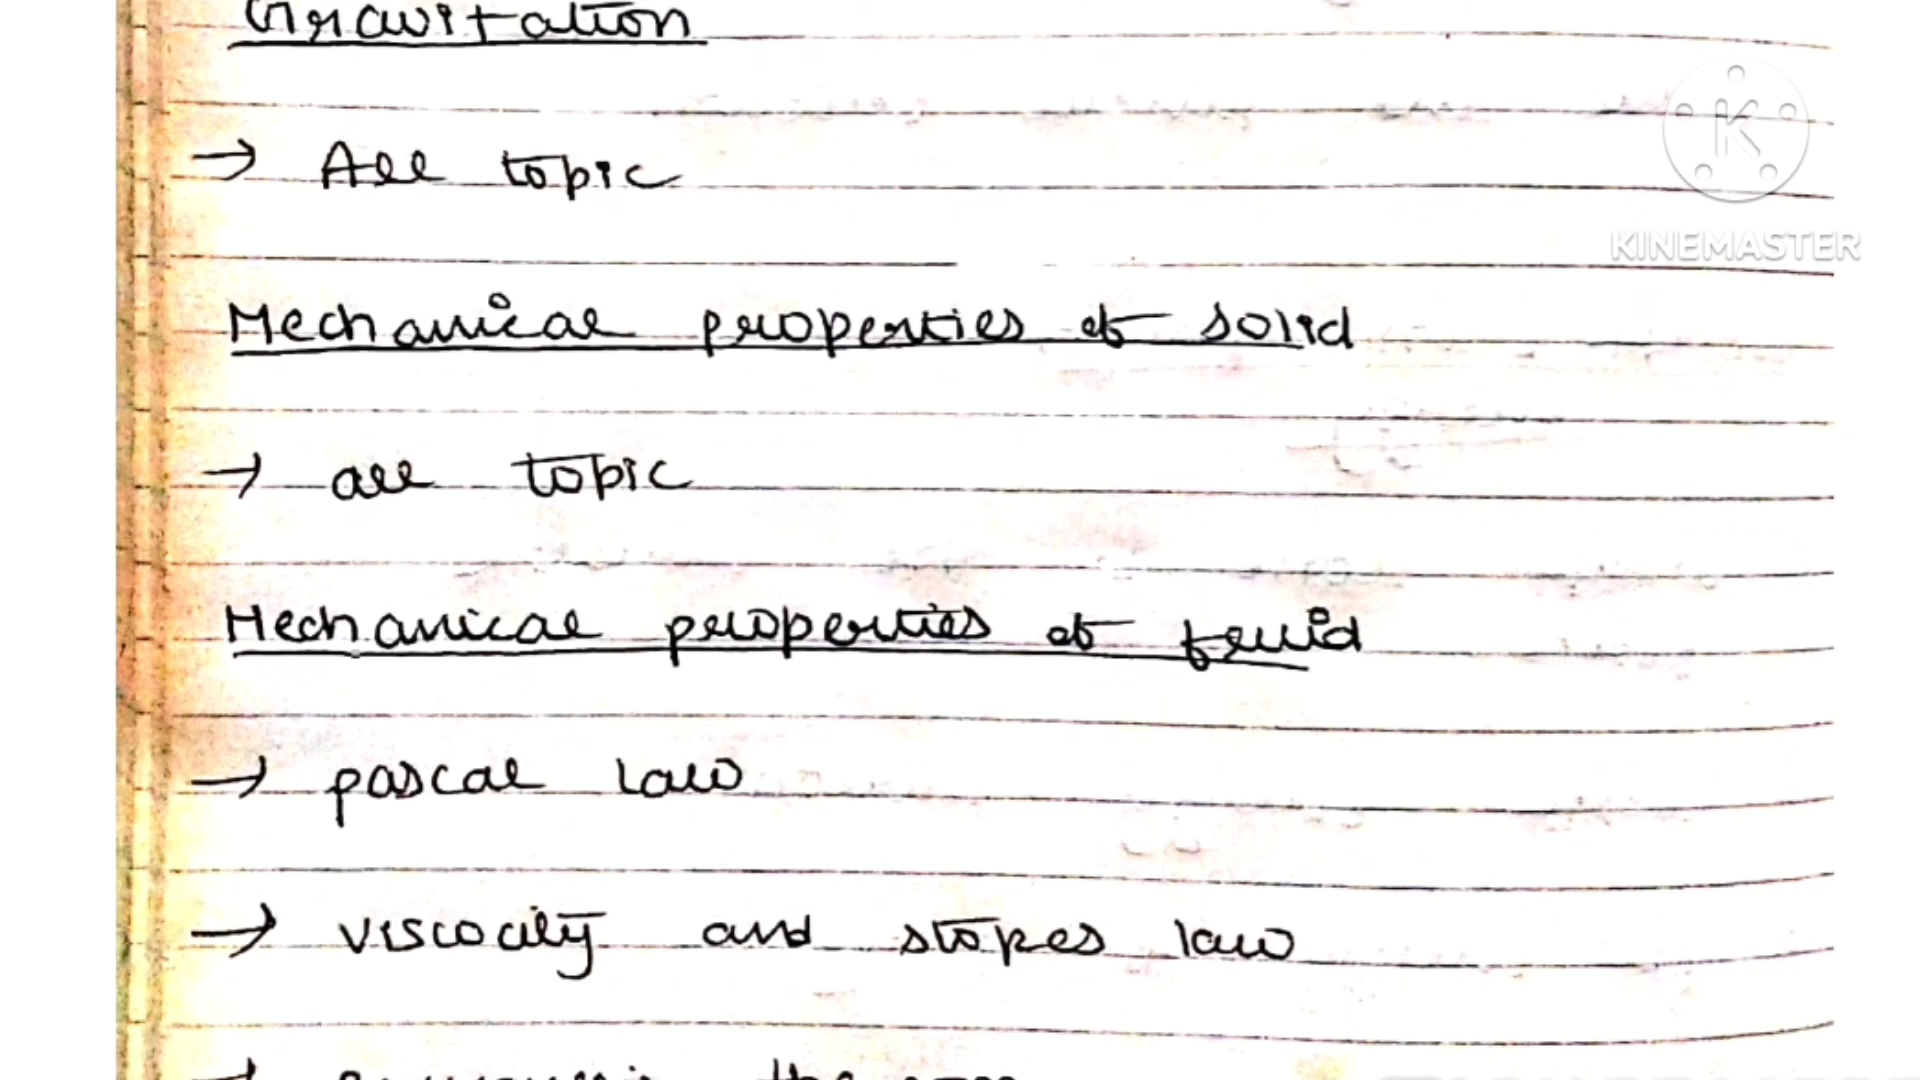 Gravitation
→ All topic
KINEMASTER
Mechanical properties of solid
→ all topic
Mechanical properties of fluid
→ pascal law
→ viscocity and stokes law